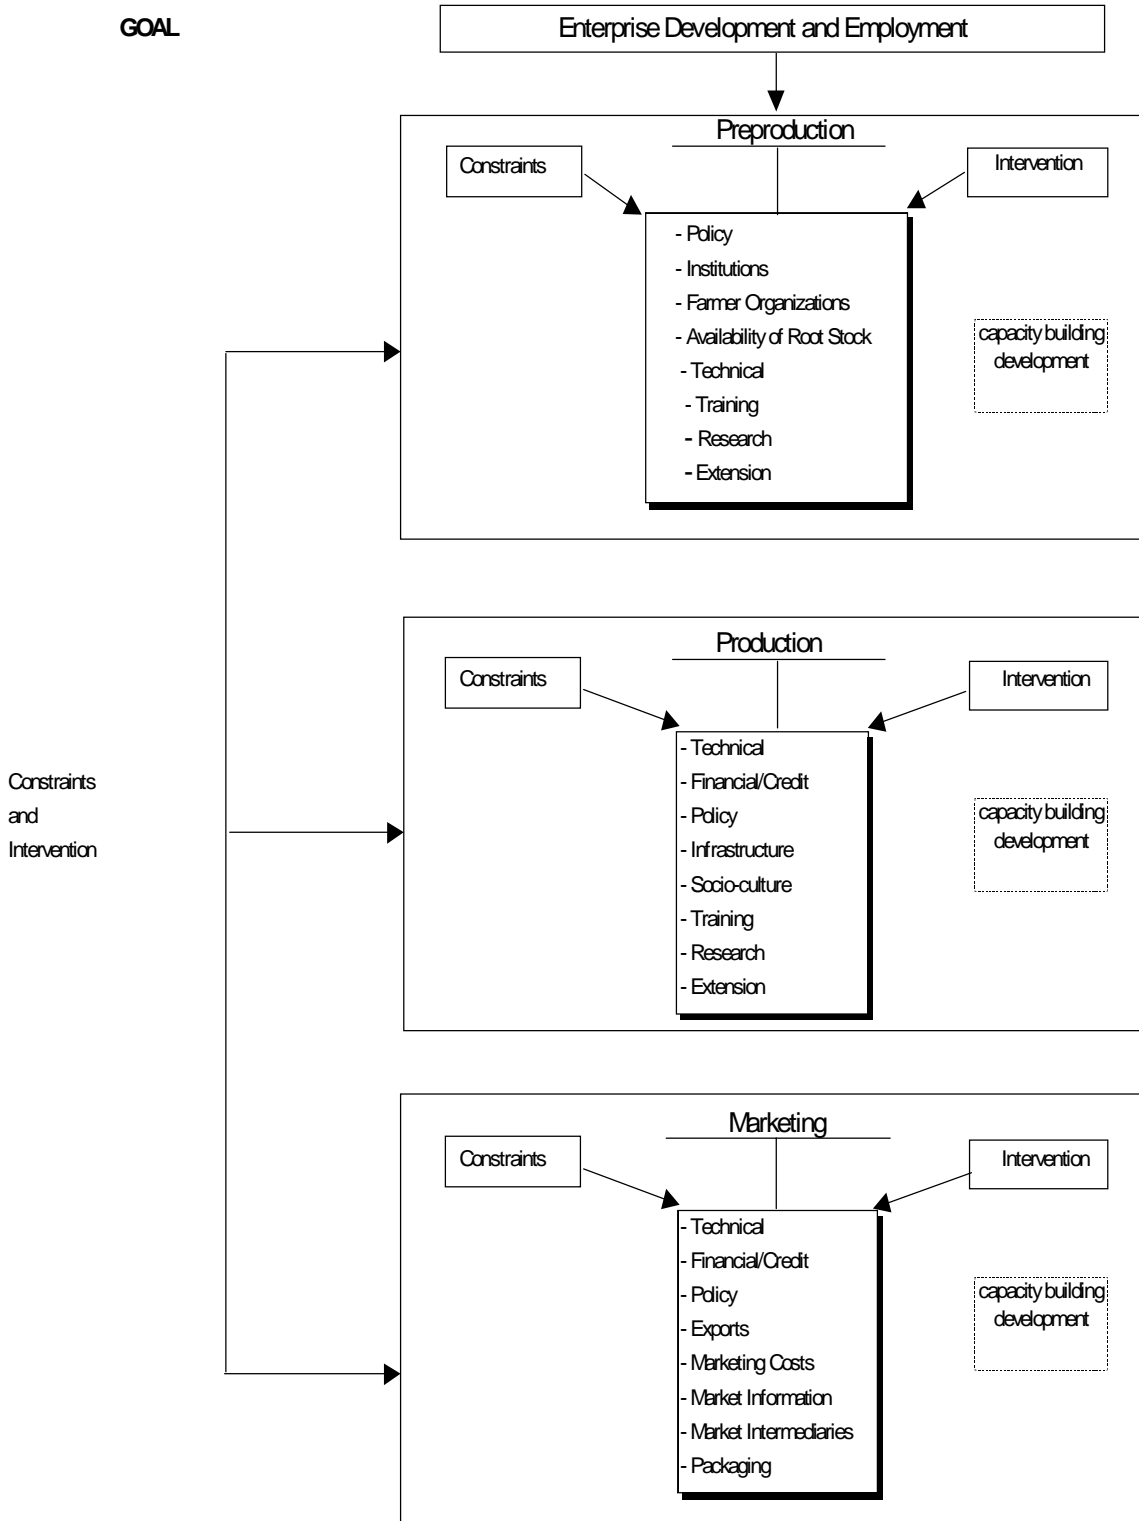 GOAL
Enterprise Development and Employment
Preproduction
Constraints
Intervention
- Policy
- Institutions
- Farmer Organizations
- Availability of Root Stock
- Technical
- Training
- Research
- Extension
capacity building
development
Production
Constraints
Intervention
- Technical
- Financial/Credit
- Policy
- Infrastructure
- Socio-culture
- Training
- Research
- Extension
capacity building
development
Constraints
and
Intervention
Marketing
Constraints
Intervention
- Technical
- Financial/Credit
- Policy
- Exports
- Marketing Costs
- Market Information
- Market Intermediaries
- Packaging
capacity building
development